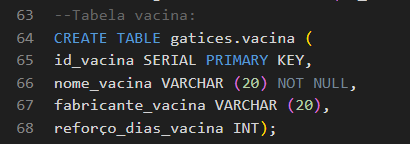 63 --Tabela vacina:
64 CREATE TABLE gatices.vacina (
65 id_vacina SERIAL PRIMARY KEY,
66 nome_vacina VARCHAR (20) NOT NULL,
67 fabricante_vacina VARCHAR (20),
68 reforço_dias_vacina INT);